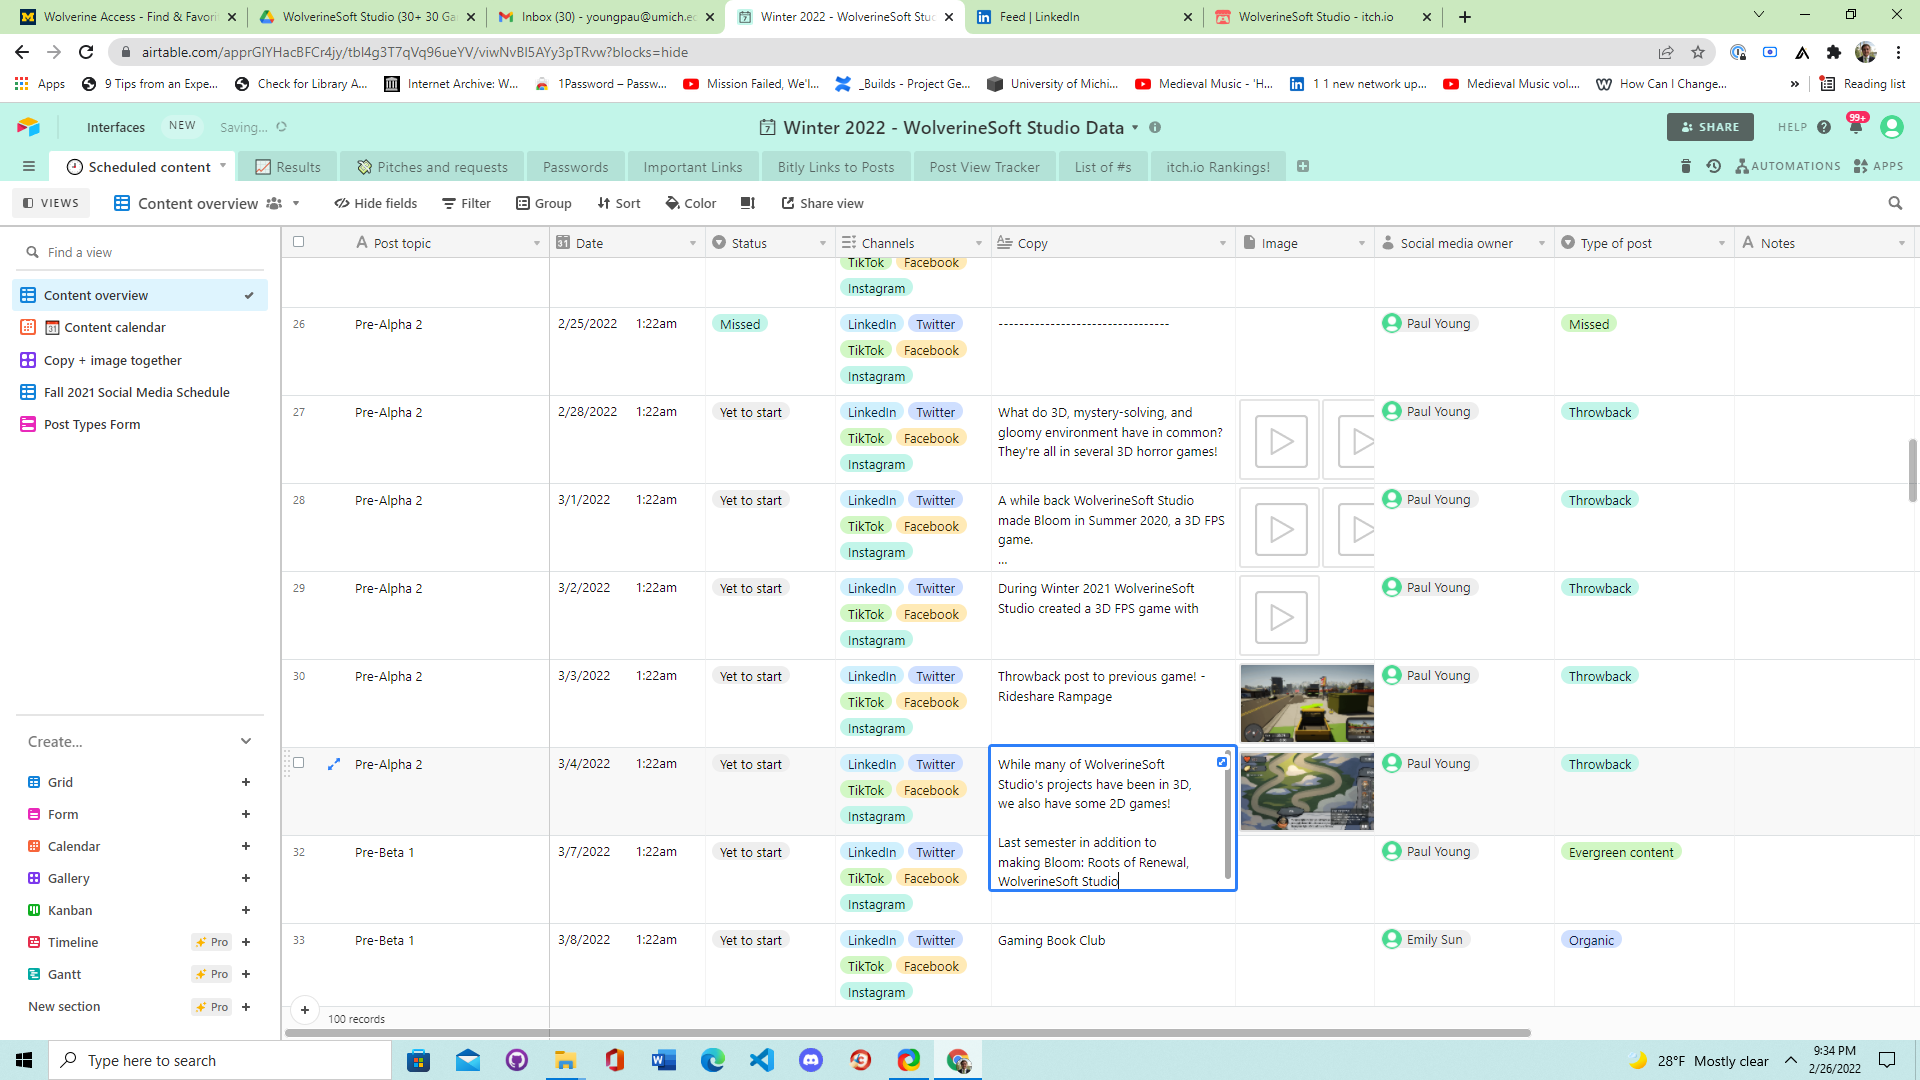 Wolverine Access - Find & Favori
WolverineSoft Studio (30+ 30 Ga
Inbox (30) - youngpau@umich.ec
Winter 2022 - WolverineSoft Stuc
Feed | LinkedIn
WolverineSoft Studio - itch.io
airtable.com/apprGlYHacBFCr4jy/tbl4g3T7qVq96ueYV/viwNvBI5AYy3pTRvw?blocks=hide
Apps
9 Tips from an Expe...
Check for Library A...
Internet Archive: W...
1Password – Passw...
Mission Failed, We'l...
_Builds - Project Ge...
University of Michi...
Medieval Music - 'H...
1 1 new network up...
Medieval Music vol....
How Can I Change...
»
Reading list
Interfaces
NEW
Saving...
Winter 2022 - WolverineSoft Studio Data
SHARE
HELP
99+
Scheduled content
Results
Pitches and requests
Passwords
Important Links
Bitly Links to Posts
Post View Tracker
List of #s
itch.io Rankings!
AUTOMATIONS
APPS
VIEWS
Content overview
Hide fields
Filter
Group
Sort
Color
Share view
Find a view
Content overview
Content calendar
Copy + image together
Fall 2021 Social Media Schedule
Post Types Form
Create...
Grid
Form
Calendar
Gallery
Kanban
Timeline Pro
Gantt Pro
New section Pro
Post topic
Date
Status
Channels
Copy
Image
Social media owner
Type of post
Notes
TikTok Facebook
Instagram
26 Pre-Alpha 2 2/25/2022 1:22am Missed LinkedIn Twitter --------------------------------- Paul Young Missed
TikTok Facebook
Instagram
27 Pre-Alpha 2 2/28/2022 1:22am Yet to start LinkedIn Twitter What do 3D, mystery-solving, and Paul Young Throwback
TikTok Facebook gloomy environment have in common?
Instagram They're all in several 3D horror games!
28 Pre-Alpha 2 3/1/2022 1:22am Yet to start LinkedIn Twitter A while back WolverineSoft Studio Paul Young Throwback
TikTok Facebook made Bloom in Summer 2020, a 3D FPS
Instagram game.
...
29 Pre-Alpha 2 3/2/2022 1:22am Yet to start LinkedIn Twitter During Winter 2021 WolverineSoft Paul Young Throwback
TikTok Facebook Studio created a 3D FPS game with
Instagram
30 Pre-Alpha 2 3/3/2022 1:22am Yet to start LinkedIn Twitter Throwback post to previous game! - Paul Young Throwback
TikTok Facebook Rideshare Rampage
Instagram
Pre-Alpha 2 3/4/2022 1:22am Yet to start LinkedIn Twitter While many of WolverineSoft Paul Young Throwback
TikTok Facebook Studio's projects have been in 3D,
Instagram we also have some 2D games!
Last semester in addition to
making Bloom: Roots of Renewal,
WolverineSoft Studio
32 Pre-Beta 1 3/7/2022 1:22am Yet to start LinkedIn Twitter Paul Young Evergreen content
TikTok Facebook
Instagram
33 Pre-Beta 1 3/8/2022 1:22am Yet to start LinkedIn Twitter Gaming Book Club Emily Sun Organic
TikTok Facebook
Instagram
100 records
Type here to search
28°F Mostly clear
9:34 PM
2/26/2022